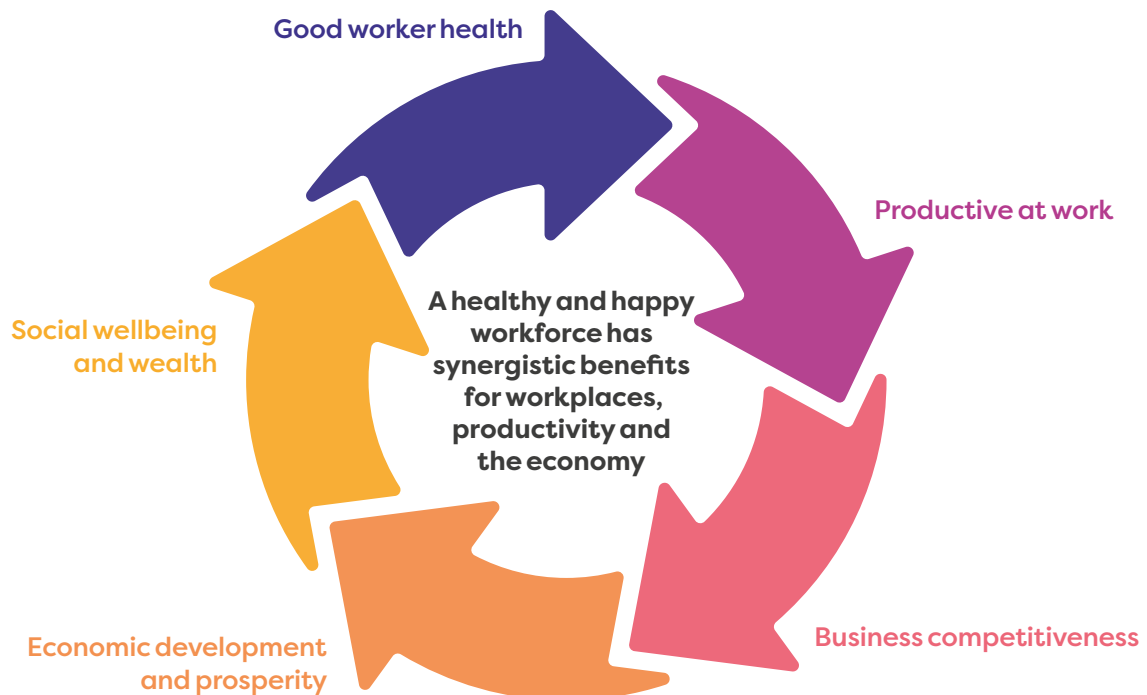 Good worker health
Productive at work
A healthy and happy
workforce has
synergistic benefits
for workplaces,
productivity and
the economy
Social wellbeing
and wealth
Business competitiveness
Economic development
and prosperity